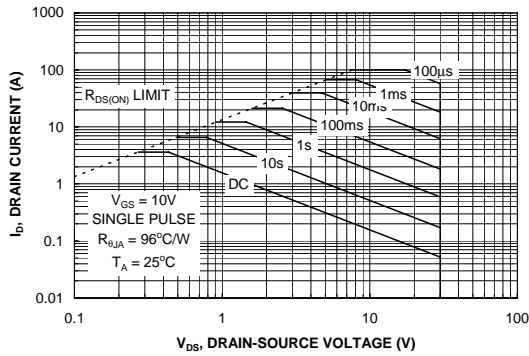 1000
100
10
1
0.1
0.01
I_D, DRAIN CURRENT (A)
R_DS(ON) LIMIT
100µs
1ms
10ms
100ms
1s
10s
DC
V_GS = 10V
SINGLE PULSE
R_θJA = 96°C/W
T_A = 25°C
0.1 1 10 100
V_DS, DRAIN-SOURCE VOLTAGE (V)